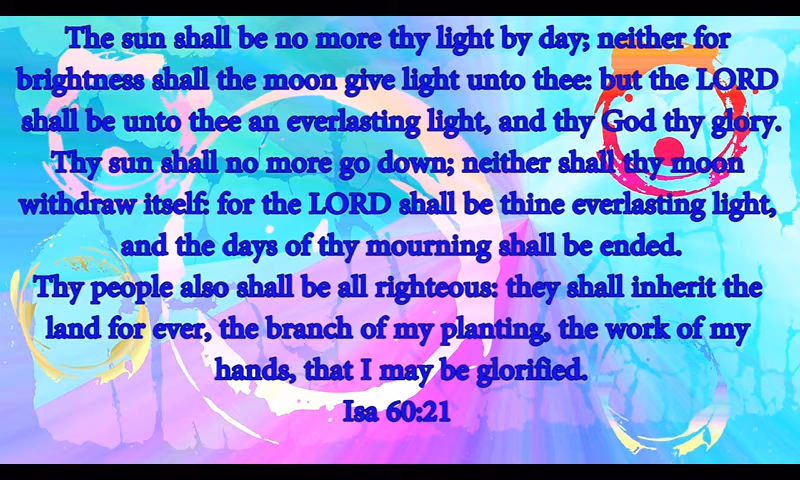 The sun shall be no more thy light by day; neither for
brightness shall the moon give light unto thee: but the LORD
shall be unto thee an everlasting light, and thy God thy glory.
Thy sun shall no more go down; neither shall thy moon
withdraw itself: for the LORD shall be thine everlasting light,
and the days of thy mourning shall be ended.
Thy people also shall be all righteous: they shall inherit the
land for ever, the branch of my planting, the work of my
hands, that I may be glorified.
Isa 60:21